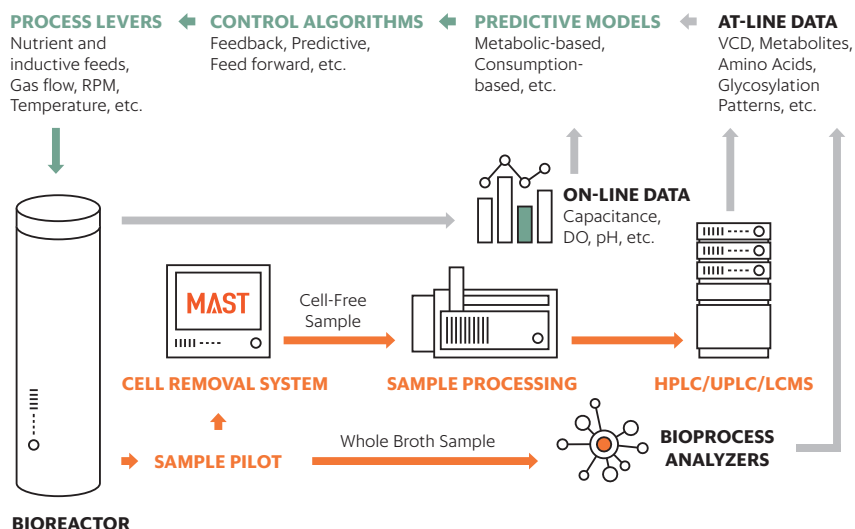 PROCESS LEVERS
Nutrient and
inductive feeds,
Gas flow, RPM,
Temperature, etc.
CONTROL ALGORITHMS
Feedback, Predictive,
Feed forward, etc.
PREDICTIVE MODELS
Metabolic-based,
Consumption-
based, etc.
AT-LINE DATA
VCD, Metabolites,
Amino Acids,
Glycosylation
Patterns, etc.
ON-LINE DATA
Capacitance,
DO, pH, etc.
MAST
Cell-Free
Sample
CELL REMOVAL SYSTEM
SAMPLE PROCESSING
HPLC/UPLC/LCMS
SAMPLE PILOT
Whole Broth Sample
BIOPROCESS
ANALYZERS
BIOREACTOR